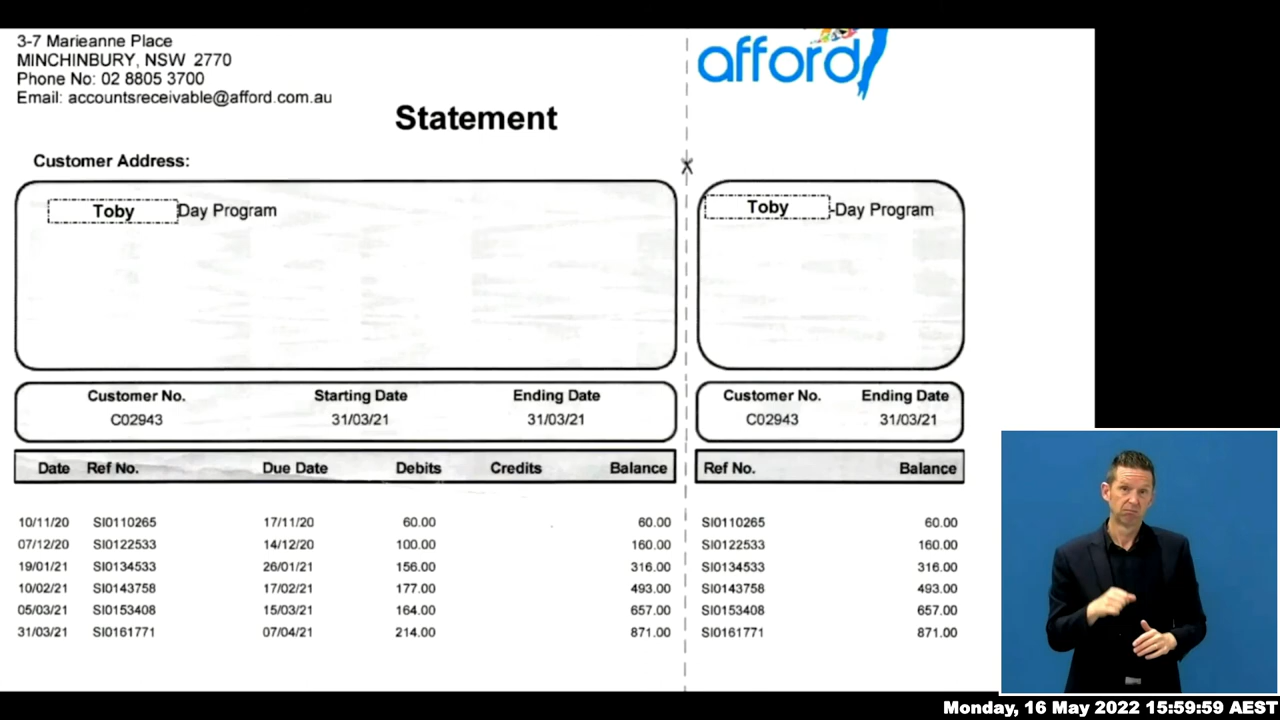 3-7 Marieanne Place
MINCHINBURY, NSW 2770
Phone No: 02 8805 3700
Email: accountsreceivable@afford.com.au
afford
Statement
Customer Address:
Toby Day Program
Toby -Day Program
Customer No. Starting Date Ending Date
C02943 31/03/21 31/03/21
Customer No. Ending Date
C02943 31/03/21
Date Ref No. Due Date Debits Credits Balance Ref No. Balance
10/11/20 SI0110265 17/11/20 60.00 60.00 SI0110265 60.00
07/12/20 SI0122533 14/12/20 100.00 160.00 SI0122533 160.00
19/01/21 SI0134533 26/01/21 156.00 316.00 SI0134533 316.00
10/02/21 SI0143758 17/02/21 177.00 493.00 SI0143758 493.00
05/03/21 SI0153408 15/03/21 164.00 657.00 SI0153408 657.00
31/03/21 SI0161771 07/04/21 214.00 871.00 SI0161771 871.00
Monday, 16 May 2022 15:59:59 AEST